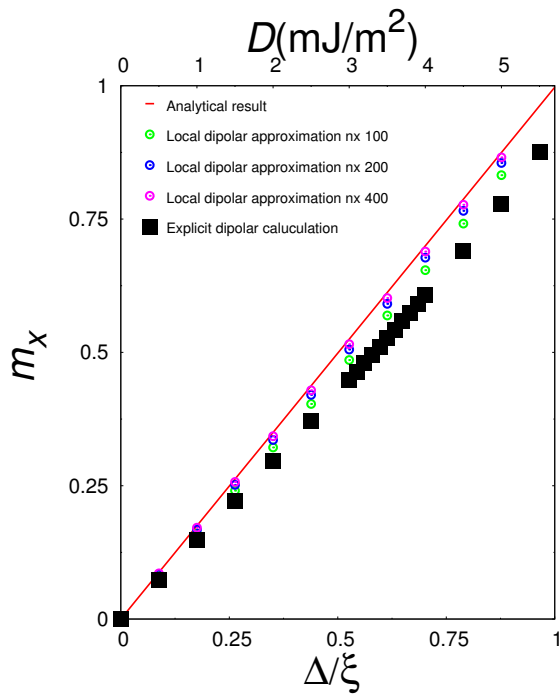 D(mJ/m²)
0 1 2 3 4 5
1
Analytical result
Local dipolar approximation nx 100
Local dipolar approximation nx 200
Local dipolar approximation nx 400
Explicit dipolar caluculation
0.75
0.5
0.25
0
mₓ
0 0.25 0.5 0.75 1
Δ/ξ